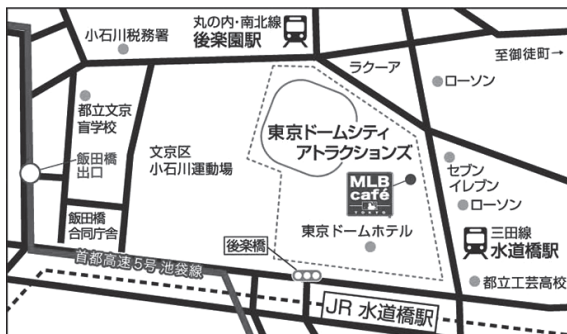 丸の内・南北線
後楽園駅
小石川税務署
至御徒町→
ラクーア
ローソン
都立文京
盲学校
東京ドームシティ
アトラクションズ
文京区
小石川運動場
飯田橋
出口
MLB
café
TOKYO
セブン
イレブン
ローソン
飯田橋
合同庁舎
東京ドームホテル
三田線
水道橋駅
後楽橋
首都高速5号 池袋線
都立工芸高校
JR 水道橋駅